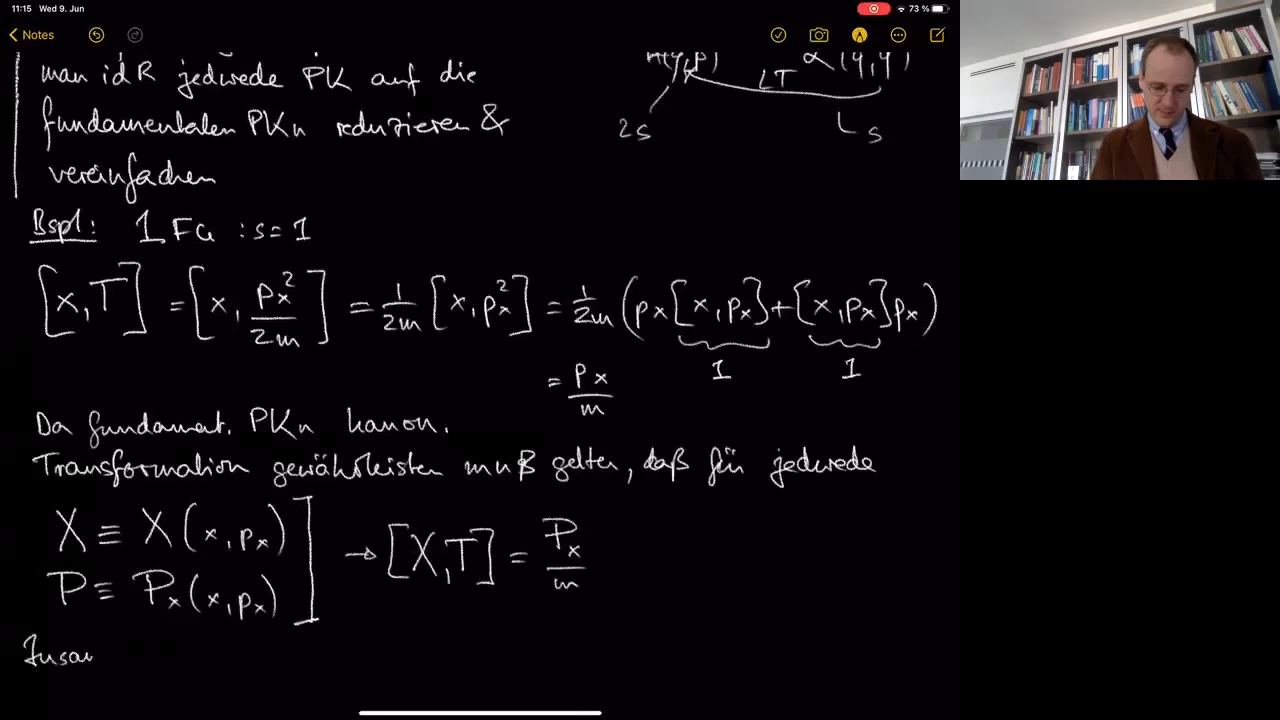 11:15 Wed 9. Jun
73 %
Notes
man idR jedwede PK auf die
fundamentalen PKn reduzieren &
vereinfachen
LT
2s
s
Bspl: 1 FG : s=1
[x, T] = [x, px²/2m] = 1/2m [x, px²] = 1/2m (px [x, px] + [x, px] px)
1 1
= px/m
Da fundament. PKn kanon.
Transformation gewährleisten muß gelten, daß für jedwede
X ≡ X(x, px)
P ≡ Px(x, px)
→ [X, T] = Px/m
Zusam